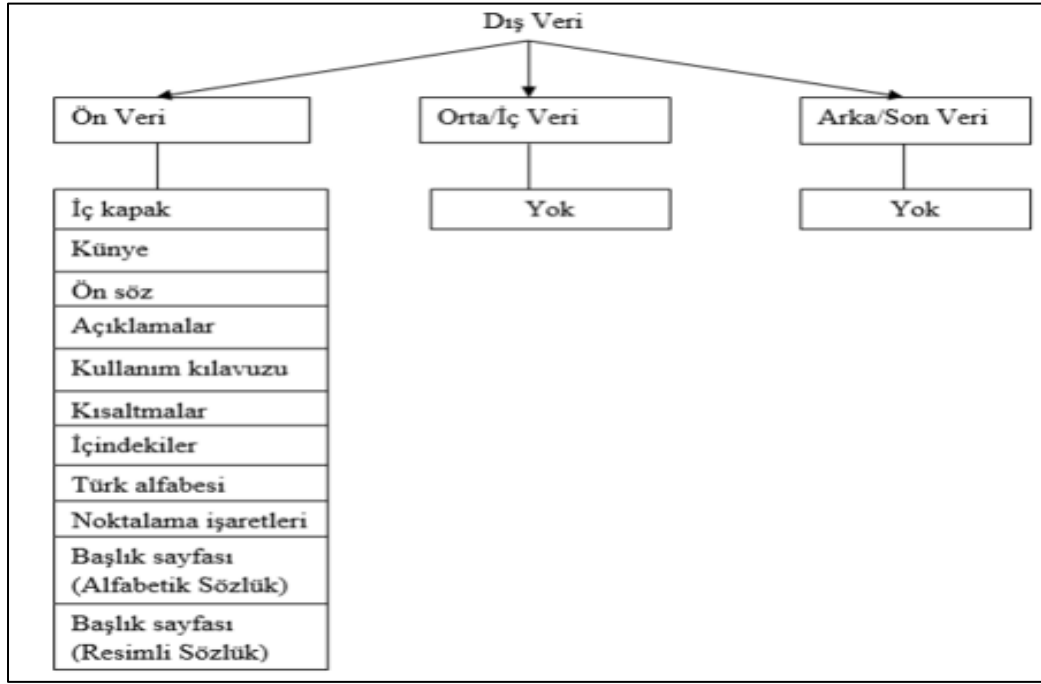 Dış Veri
Ön Veri
Orta/İç Veri
Arka/Son Veri
İç kapak
Künye
Ön söz
Açıklamalar
Kullanım kılavuzu
Kısaltmalar
İçindekiler
Türk alfabesi
Noktalama işaretleri
Başlık sayfası
(Alfabetik Sözlük)
Başlık sayfası
(Resimli Sözlük)
Yok
Yok